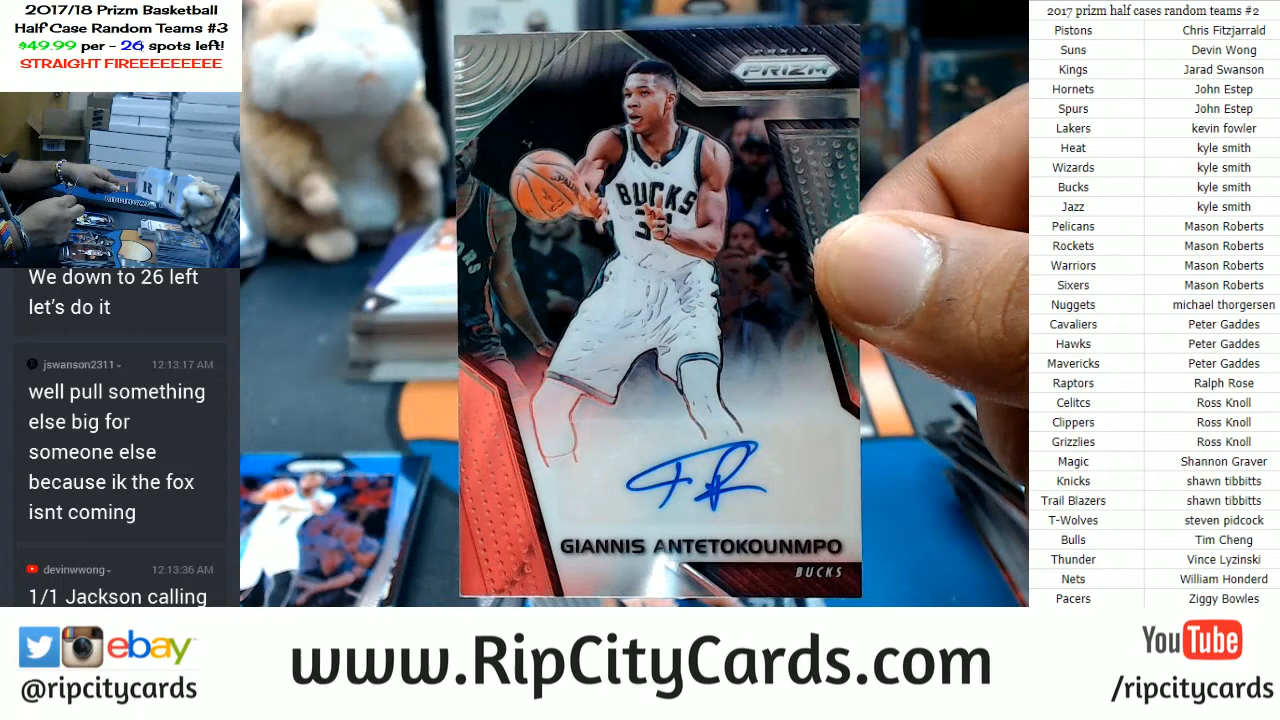 2017/18 Prizm Basketball
Half Case Random Teams #3
$49.99 per - 26 spots left!
STRAIGHT FIREEEEEEEEE
R T
We down to 26 left
let's do it
jswanson2311
12:13:17 AM
well pull something
else big for
someone else
because ik the fox
isnt coming
devinwwong
12:13:36 AM
1/1 Jackson calling
PANINI
PRIZM
BUCKS
GIANNIS ANTETOKOUNMPO
BUCKS
2017 prizm half cases random teams #2
Pistons Chris Fitzjarrald
Suns Devin Wong
Kings Jarad Swanson
Hornets John Estep
Spurs John Estep
Lakers kevin fowler
Heat kyle smith
Wizards kyle smith
Bucks kyle smith
Jazz kyle smith
Pelicans Mason Roberts
Rockets Mason Roberts
Warriors Mason Roberts
Sixers Mason Roberts
Nuggets michael thorgersen
Cavaliers Peter Gaddes
Hawks Peter Gaddes
Mavericks Peter Gaddes
Raptors Ralph Rose
Celitcs Ross Knoll
Clippers Ross Knoll
Grizzlies Ross Knoll
Magic Shannon Graver
Knicks shawn tibbitts
Trail Blazers shawn tibbitts
T-Wolves steven pidcock
Bulls Tim Cheng
Thunder Vince Lyzinski
Nets William Honderd
Pacers Ziggy Bowles
ebay
@ripcitycards
www.RipCityCards.com
YouTube
/ripcitycards